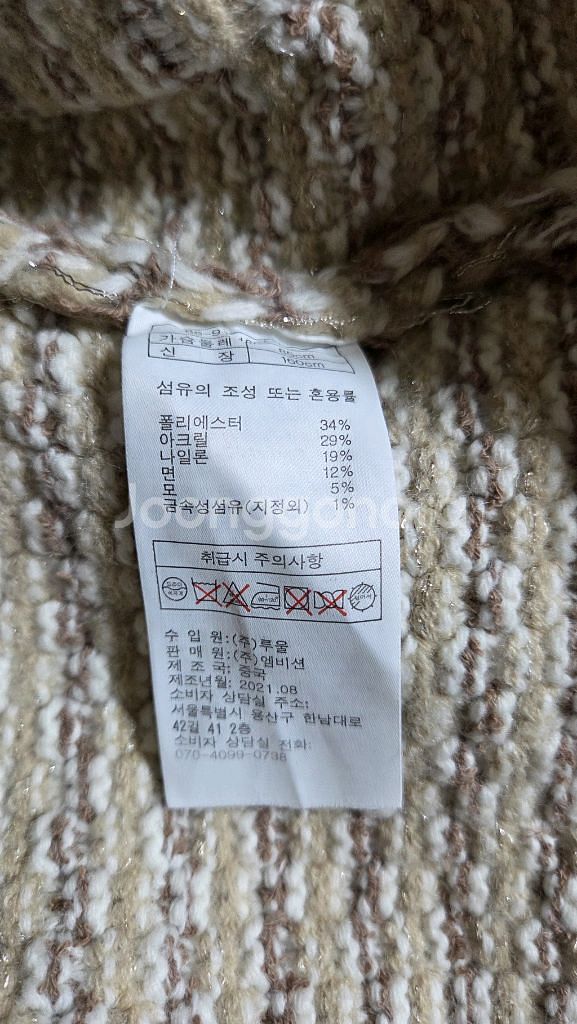 가슴둘레
신 장 160cm
섬유의 조성 또는 혼용률
폴리에스터 34%
아크릴 29%
나일론 19%
면 12%
모 5%
금속성섬유(지정외) 1%
Joonggonara
취급시 주의사항
수 입 원:(주)루울
판 매 원:(주)엠비션
제 조 국: 중국
제조년월: 2021.08
소비자 상담실 주소:
서울특별시 용산구 한남대로
42길 41 2층
소비자 상담실 전화:
070-4099-0738